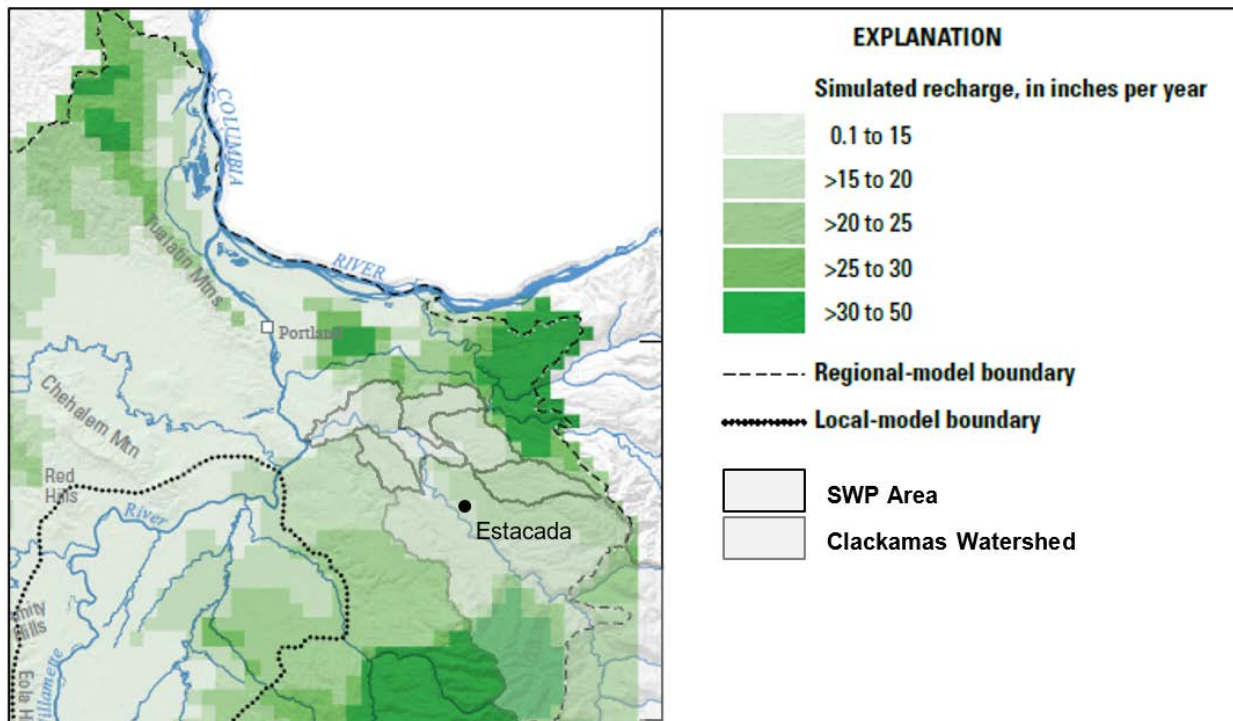 COLUMBIA
RIVER
Tualatin Mtns
Portland
Chehalem Mtn
Red
Hills
River
Estacada
Hills
Eola
EXPLANATION
Simulated recharge, in inches per year
0.1 to 15
>15 to 20
>20 to 25
>25 to 30
>30 to 50
Regional-model boundary
Local-model boundary
SWP Area
Clackamas Watershed